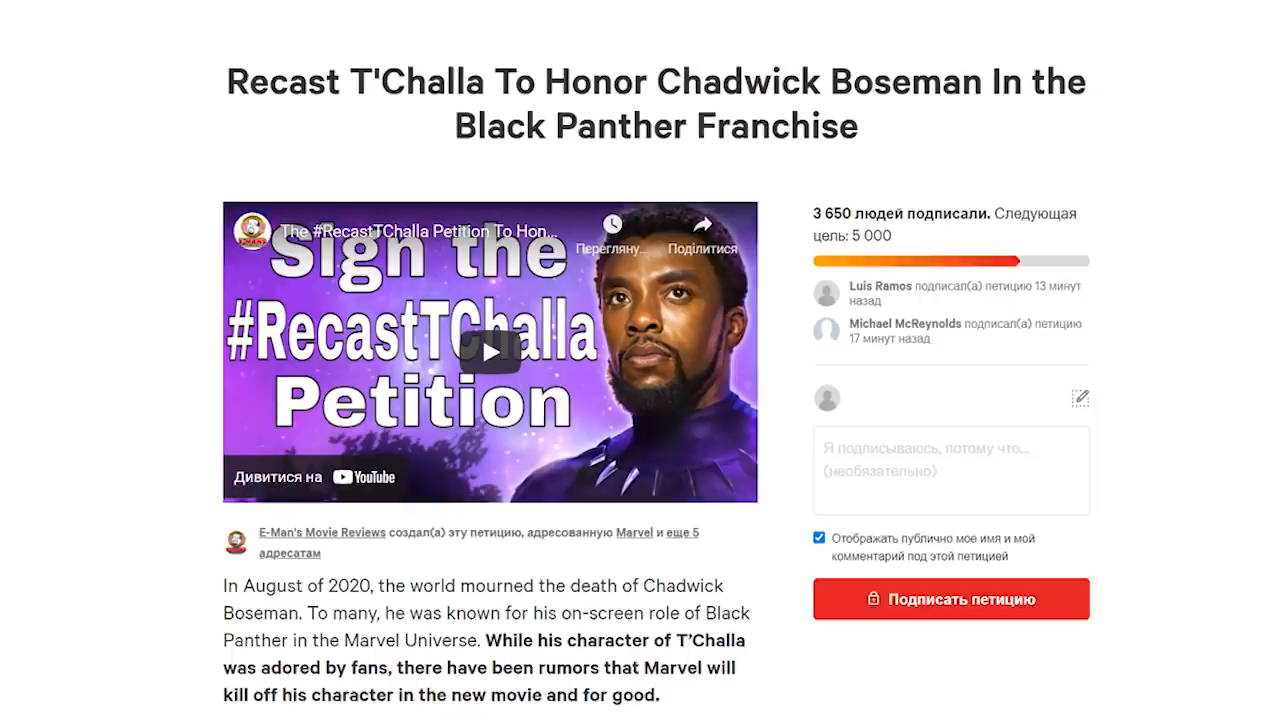 Recast T'Challa To Honor Chadwick Boseman In the
Black Panther Franchise
The #RecastTChalla Petition To Hon...
Перегляну...
Поділитися
Sign the
#RecastTChalla
Petition
Дивитися на YouTube
E-Man's Movie Reviews создал(а) эту петицию, адресованную Marvel и еще 5
адресатам
In August of 2020, the world mourned the death of Chadwick
Boseman. To many, he was known for his on-screen role of Black
Panther in the Marvel Universe. While his character of T’Challa
was adored by fans, there have been rumors that Marvel will
kill off his character in the new movie and for good.
3 650 людей подписали. Следующая
цель: 5 000
Luis Ramos подписал(а) петицию 13 минут
назад
Michael McReynolds подписал(а) петицию
17 минут назад
Я подписываюсь, потому что...
(необязательно)
Отображать публично мое имя и мой
комментарий под этой петицией
Подписать петицию